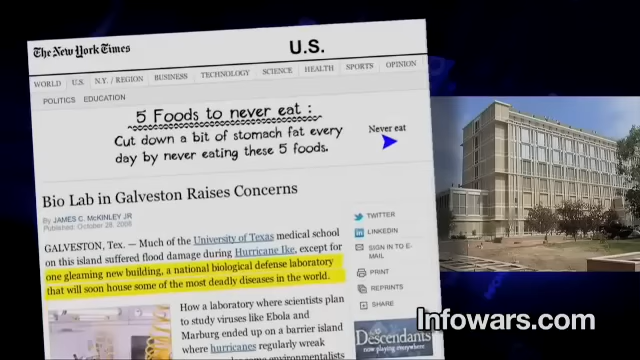 The New York Times
U.S.
WORLD U.S. N.Y. / REGION BUSINESS TECHNOLOGY SCIENCE HEALTH SPORTS OPINION
POLITICS EDUCATION
5 Foods to never eat :
Cut down a bit of stomach fat every
day by never eating these 5 foods.
Never eat
Bio Lab in Galveston Raises Concerns
By JAMES C. McKINLEY JR
Published: October 28, 2008
GALVESTON, Tex. — Much of the University of Texas medical school
on this island suffered flood damage during Hurricane Ike, except for
one gleaming new building, a national biological defense laboratory
that will soon house some of the most deadly diseases in the world.
How a laboratory where scientists plan
to study viruses like Ebola and
Marburg ended up on a barrier island
where hurricanes regularly wreak
some environmentalists
TWITTER
LINKEDIN
SIGN IN TO E-
MAIL
PRINT
REPRINTS
SHARE
Descendants
now playing everywhere
Infowars.com